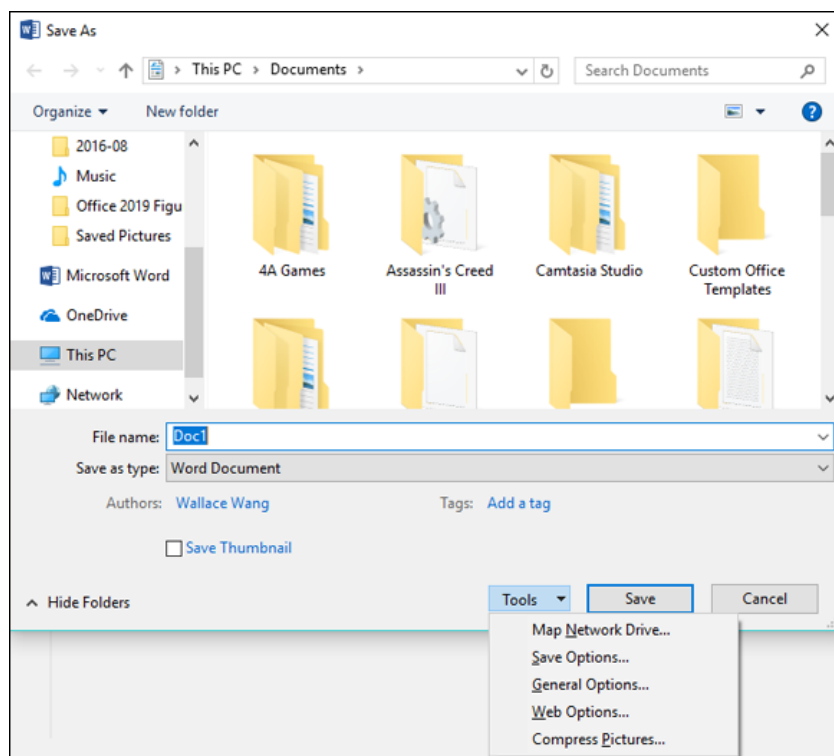 Save As
This PC > Documents >
Search Documents
Organize
New folder
2016-08
Music
Office 2019 Figu
Saved Pictures
Microsoft Word
OneDrive
This PC
Network
4A Games
Assassin's Creed
III
Camtasia Studio
Custom Office
Templates
File name: Doc1
Save as type: Word Document
Authors: Wallace Wang
Tags: Add a tag
Save Thumbnail
Hide Folders
Tools
Save
Cancel
Map Network Drive...
Save Options...
General Options...
Web Options...
Compress Pictures...